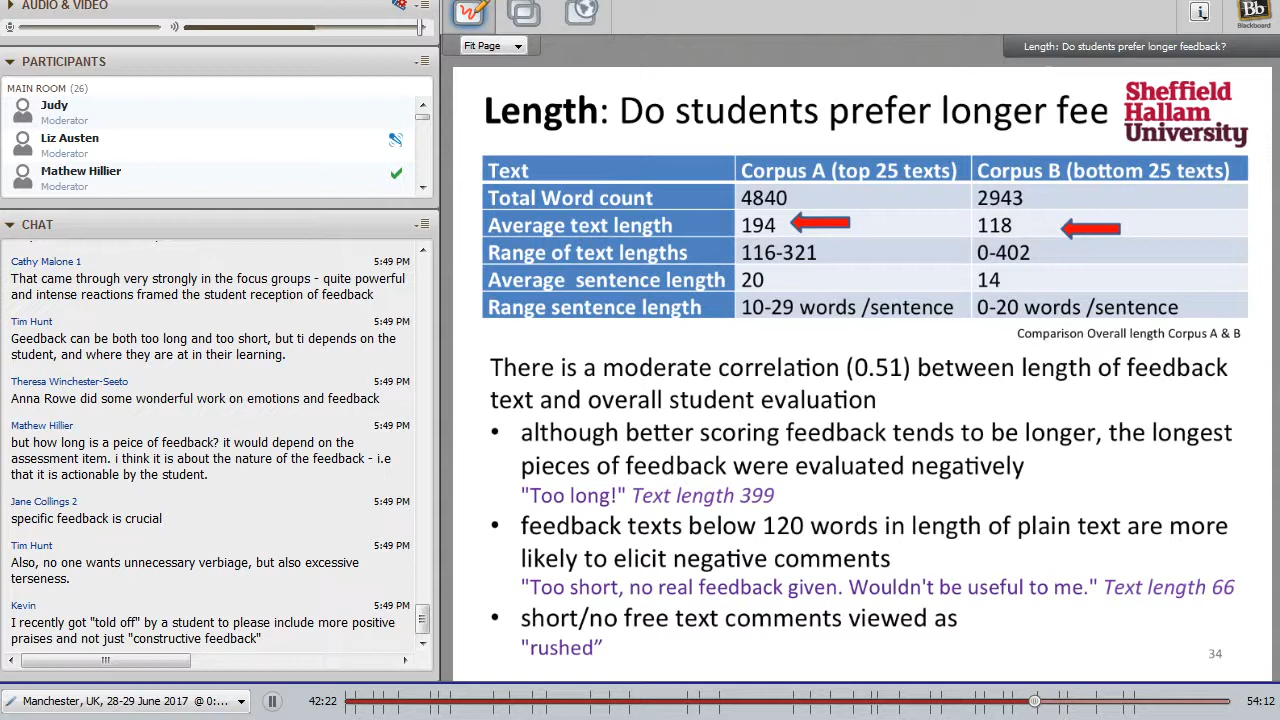 AUDIO & VIDEO
PARTICIPANTS
MAIN ROOM (26)
Judy
Moderator
Liz Austen
Moderator
Mathew Hillier
Moderator
CHAT
Cathy Malone 1 5:49 PM
That came through very strongly in the focus groups - quite powerful
and intense reactions framed the student reception of feedback
Tim Hunt 5:49 PM
Geedback can be both too long and too short, but ti depends on the
student, and where they are at in their learning.
Theresa Winchester-Seeto 5:49 PM
Anna Rowe did some wonderful work on emotions and feedback
Mathew Hillier 5:49 PM
but how long is a peice of feedback? it would depend on the
assessment item. i think it is about the nature of the feedback - i.e
that it is actionable by the student.
Jane Collings 2 5:49 PM
specific feedback is crucial
Tim Hunt 5:49 PM
Also, no one wants unnecessary verbiage, but also excessive
terseness.
Kevin 5:49 PM
I recently got "told off" by a student to please include more positive
praises and not just "constructive feedback"
Manchester, UK, 28-29 June 2017 @ 0:...
42:22
54:12
Fit Page
i
Bb
Blackboard
Length: Do students prefer longer feedback?
Length: Do students prefer longer fee
Sheffield
Hallam
University
Text Corpus A (top 25 texts) Corpus B (bottom 25 texts)
Total Word count 4840 2943
Average text length 194 118
Range of text lengths 116-321 0-402
Average sentence length 20 14
Range sentence length 10-29 words /sentence 0-20 words /sentence
Comparison Overall length Corpus A & B
There is a moderate correlation (0.51) between length of feedback
text and overall student evaluation
• although better scoring feedback tends to be longer, the longest
pieces of feedback were evaluated negatively
"Too long!" Text length 399
• feedback texts below 120 words in length of plain text are more
likely to elicit negative comments
"Too short, no real feedback given. Wouldn't be useful to me." Text length 66
• short/no free text comments viewed as
"rushed”
34